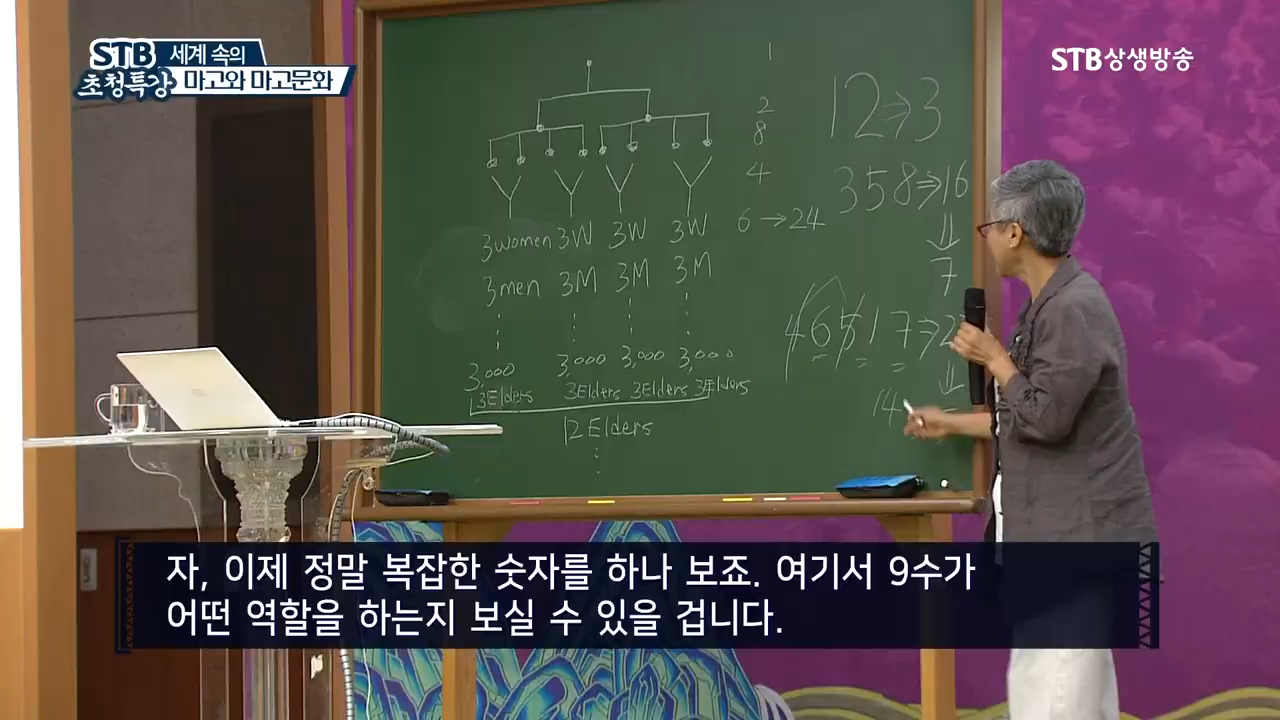 STB 세계 속의
초청특강 마고와 마고문화
STB상생방송
1
2
8
4
6 → 24
12 ⇒ 3
358 ⇒ 16
⇓
7
46517 ⇒ 2
⇓
14
3women 3W 3W 3W
3men 3M 3M 3M
3,000 3,000 3,000 3,000
3Elders 3Elders 3Elders 3Elders
12 Elders
자, 이제 정말 복잡한 숫자를 하나 보죠. 여기서 9수가
어떤 역할을 하는지 보실 수 있을 겁니다.